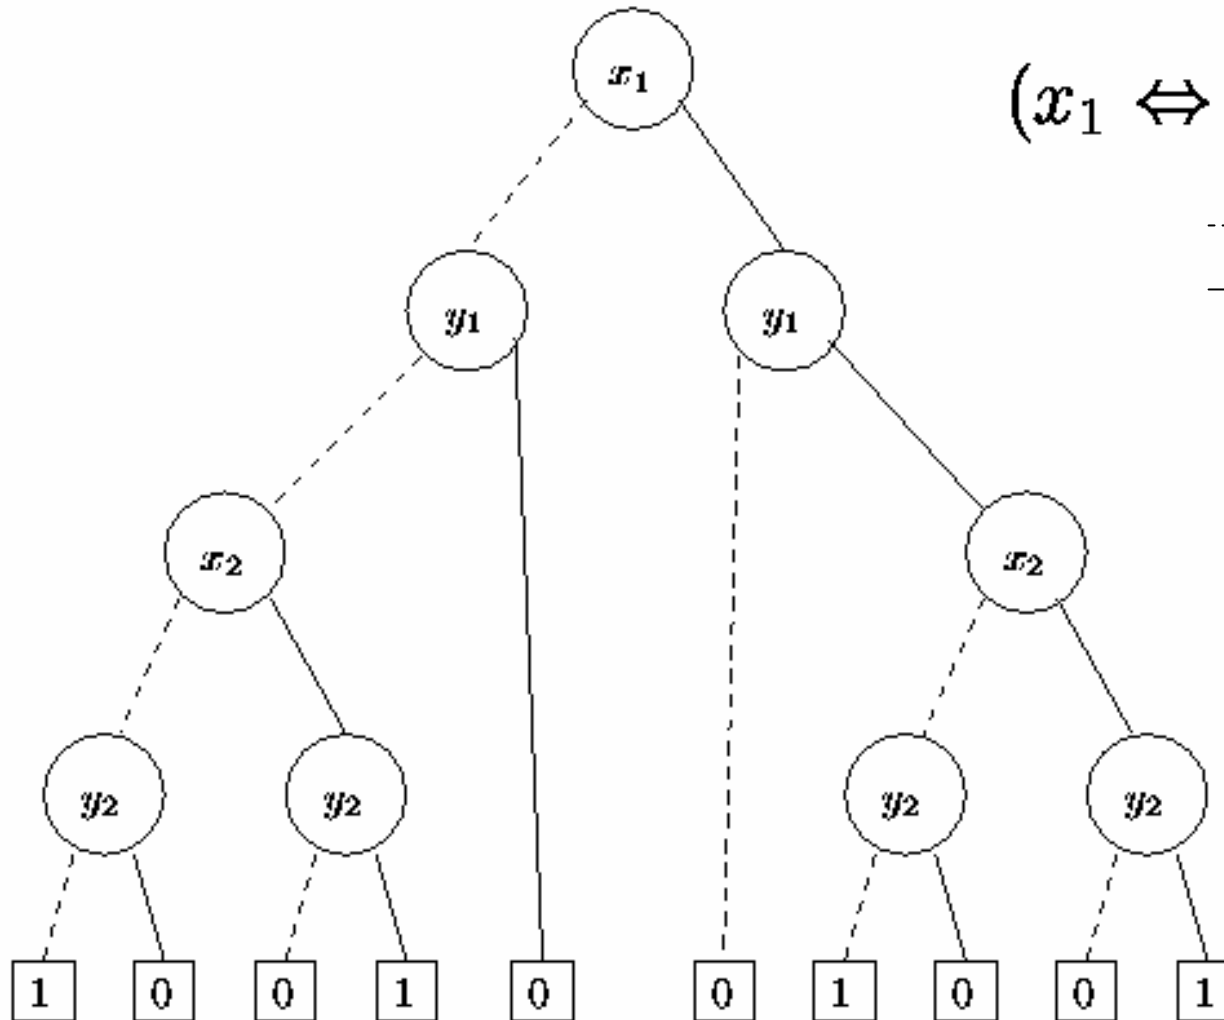 x₁
(x₁ ⇔
y₁ y₁
x₂ x₂
y₂ y₂ y₂ y₂
1 0 0 1 0 0 1 0 0 1